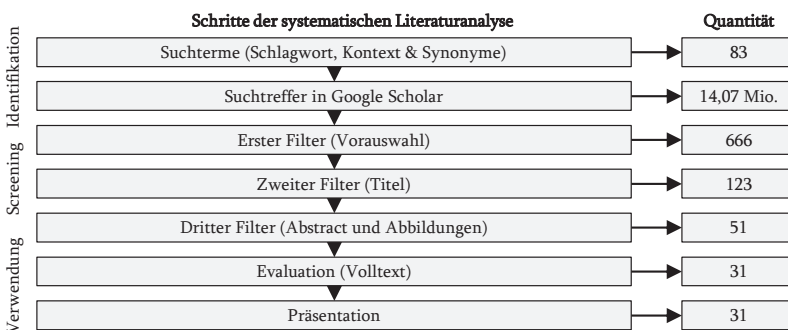 Schritte der systematischen Literaturanalyse Quantität
Identifikation
Suchterme (Schlagwort, Kontext & Synonyme) 83
Suchtreffer in Google Scholar 14,07 Mio.
Screening
Erster Filter (Vorauswahl) 666
Zweiter Filter (Titel) 123
Dritter Filter (Abstract und Abbildungen) 51
Verwendung
Evaluation (Volltext) 31
Präsentation 31